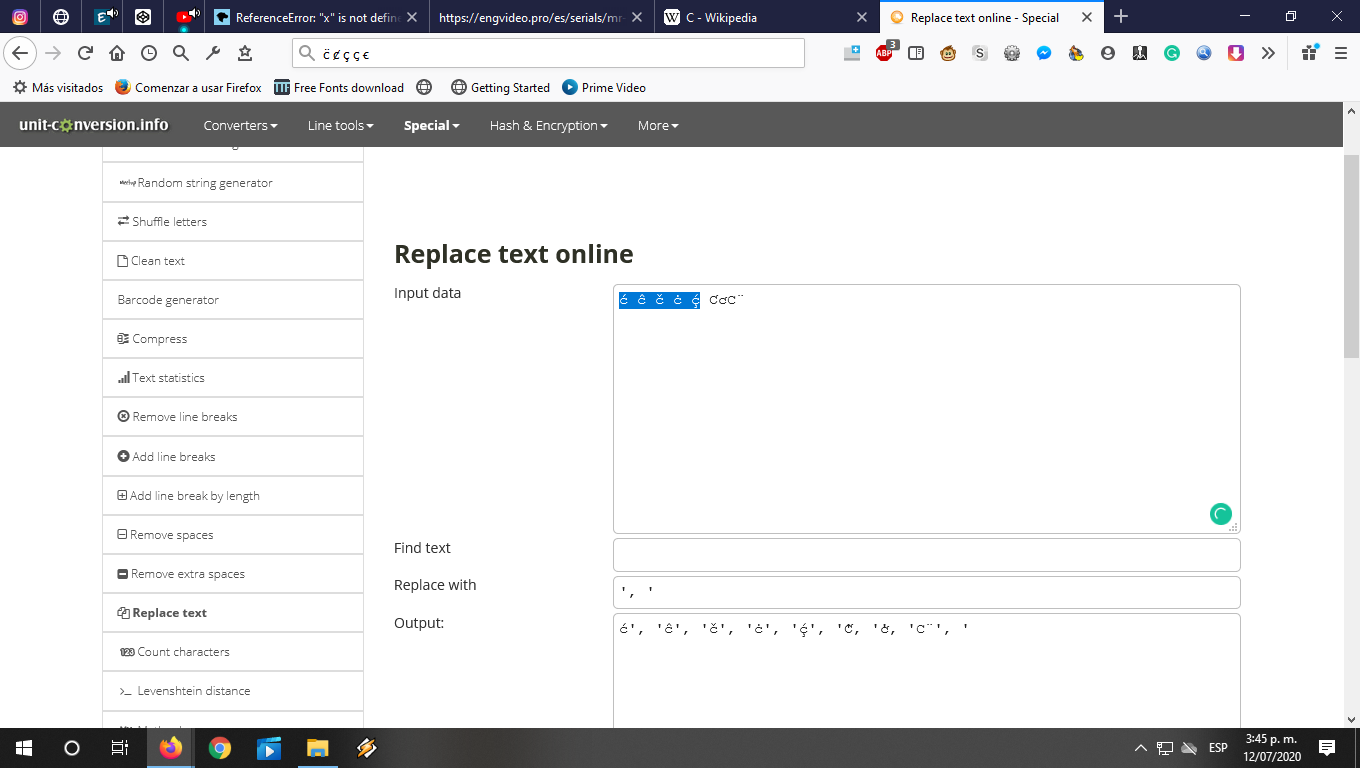 ReferenceError: "x" is not define
https://engvideo.pro/es/serials/mr-
C - Wikipedia
Replace text online - Special
c̈ ȼ ç ç €
3
ABP
Más visitados
Comenzar a usar Firefox
Free Fonts download
Getting Started
Prime Video
unit-conversion.info
Converters
Line tools
Special
Hash & Encryption
More
Random string generator
Shuffle letters
Clean text
Barcode generator
Compress
Text statistics
Remove line breaks
Add line breaks
Add line break by length
Remove spaces
Remove extra spaces
Replace text
Count characters
Levenshtein distance
Replace text online
Input data
ć ĉ č ċ ḉ
Find text
Replace with
', '
Output:
ESP
3:45 p. m.
12/07/2020